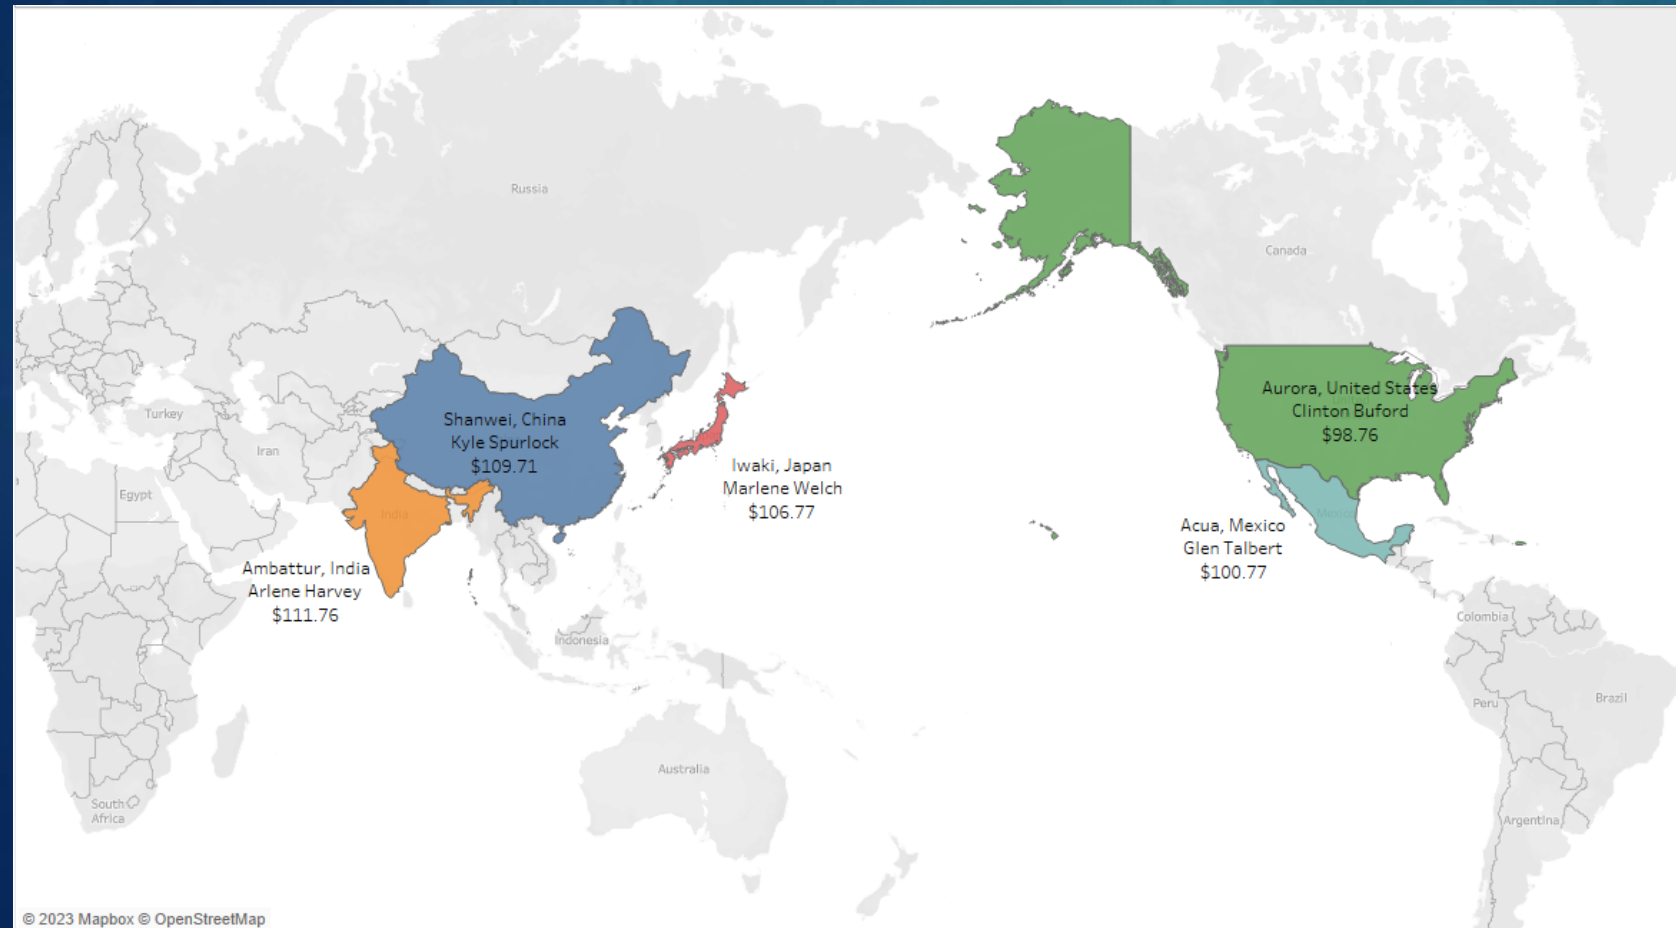 Russia
Canada
Turkey
Iran
Egypt
Shanwei, China
Kyle Spurlock
$109.71
Aurora, United States
Clinton Buford
$98.76
Iwaki, Japan
Marlene Welch
$106.77
India
Mexico
Acua, Mexico
Glen Talbert
$100.77
Ambattur, India
Arlene Harvey
$111.76
Indonesia
Colombia
Peru
Brazil
Australia
South
Africa
Argentina
© 2023 Mapbox © OpenStreetMap